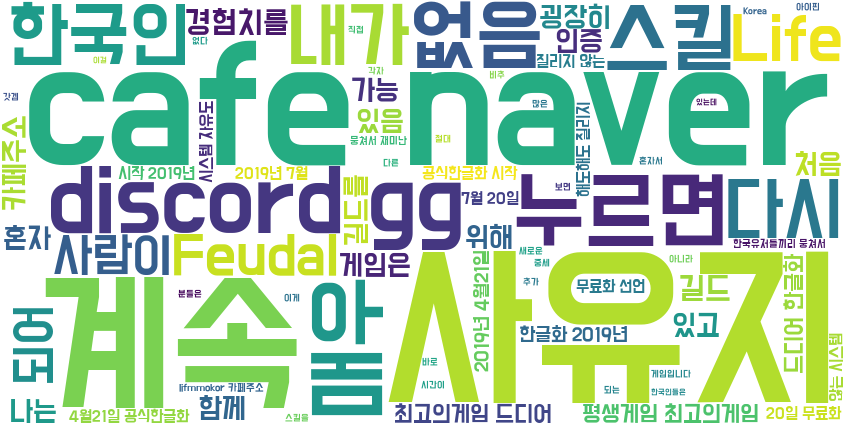 한국인
경험치를
없다
이걸
내가
직접
각자
없음
비주
굉장히
인증
질리지 않는
스킬
Korea
아이핀
Life
cafe naver
갓겜
시스템 자유도
가능
있음
뭉쳐서 재미난
절대
많은
해도해도 질리지
혼자서
있는데
카페주소
시작 2019년
2019년 7월
다른
공식한글화 시작
처음
discord gg
길드를
7월 20일
보면
누르면
다시
혼자
사람이
Feudal
게임은
위해
새로운
중세
추가
아니라
한국유저들끼리 뭉쳐서
되어
계속
분들은
이게
암
앰
사유지
2019년 4월21일
무료화 선언
한글화 2019년
길드
있고
드디어 한글화
나는
lifmmokor 카페주소
4월21일 공식한글화
함께
스킬을
바로
시간이
최고의게임 드디어
되는
게임입니다
한국인들은
평생게임 최고의게임
않는 시스템
20일 무료화